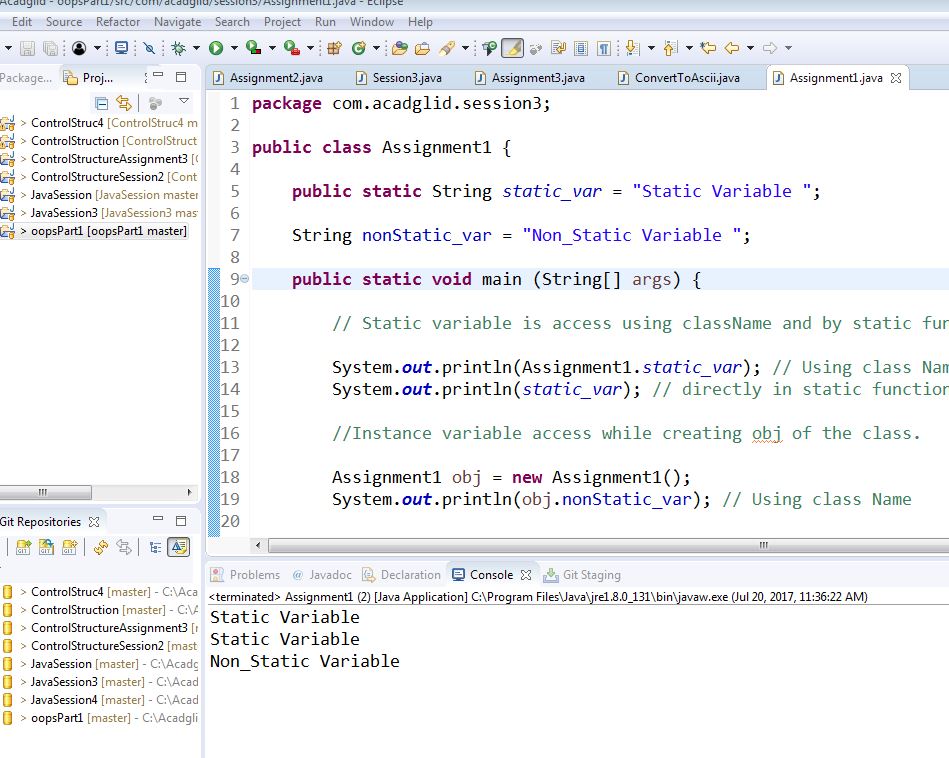 Acadglid - oopsPart1/src/com/acadglid/session3/Assignment1.java - Eclipse
Edit Source Refactor Navigate Search Project Run Window Help
Package... Proj...
Assignment2.java Session3.java Assignment3.java ConvertToAscii.java Assignment1.java
> ControlStruc4 [ControlStruc4 m
> ControlStruction [ControlStruct
> ControlStructureAssignment3 [C
> ControlStructureSession2 [Cont
> JavaSession [JavaSession master
> JavaSession3 [JavaSession3 mas
> oopsPart1 [oopsPart1 master]
1 package com.acadglid.session3;
2
3 public class Assignment1 {
4
5 public static String static_var = "Static Variable ";
6
7 String nonStatic_var = "Non_Static Variable ";
8
9 public static void main (String[] args) {
10
11 // Static variable is access using className and by static fun
12
13 System.out.println(Assignment1.static_var); // Using class Nam
14 System.out.println(static_var); // directly in static function
15
16 //Instance variable access while creating obj of the class.
17
18 Assignment1 obj = new Assignment1();
19 System.out.println(obj.nonStatic_var); // Using class Name
20
Git Repositories
GIT GIT GIT
> ControlStruc4 [master] - C:\Aca
> ControlStruction [master] - C:\A
> ControlStructureAssignment3 [r
> ControlStructureSession2 [mast
> JavaSession [master] - C:\Acadg
> JavaSession3 [master] - C:\Acad
> JavaSession4 [master] - C:\Acad
> oopsPart1 [master] - C:\Acadgli
Problems @ Javadoc Declaration Console Git Staging
<terminated> Assignment1 (2) [Java Application] C:\Program Files\Java\jre1.8.0_131\bin\javaw.exe (Jul 20, 2017, 11:36:22 AM)
Static Variable
Static Variable
Non_Static Variable